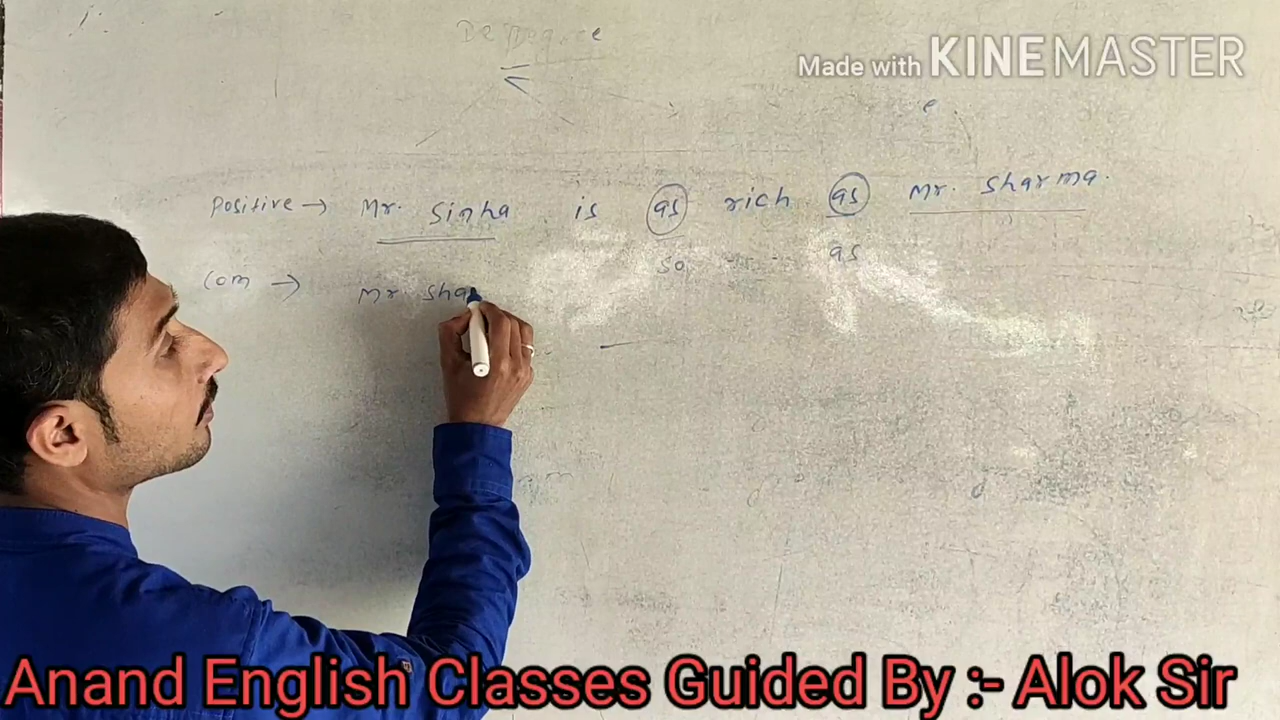 Degree
Made with KINEMASTER
Positive → Mr. Sinha is as rich as Mr. Sharma.
so as
Com → Mr Sha
Anand English Classes Guided By :- Alok Sir